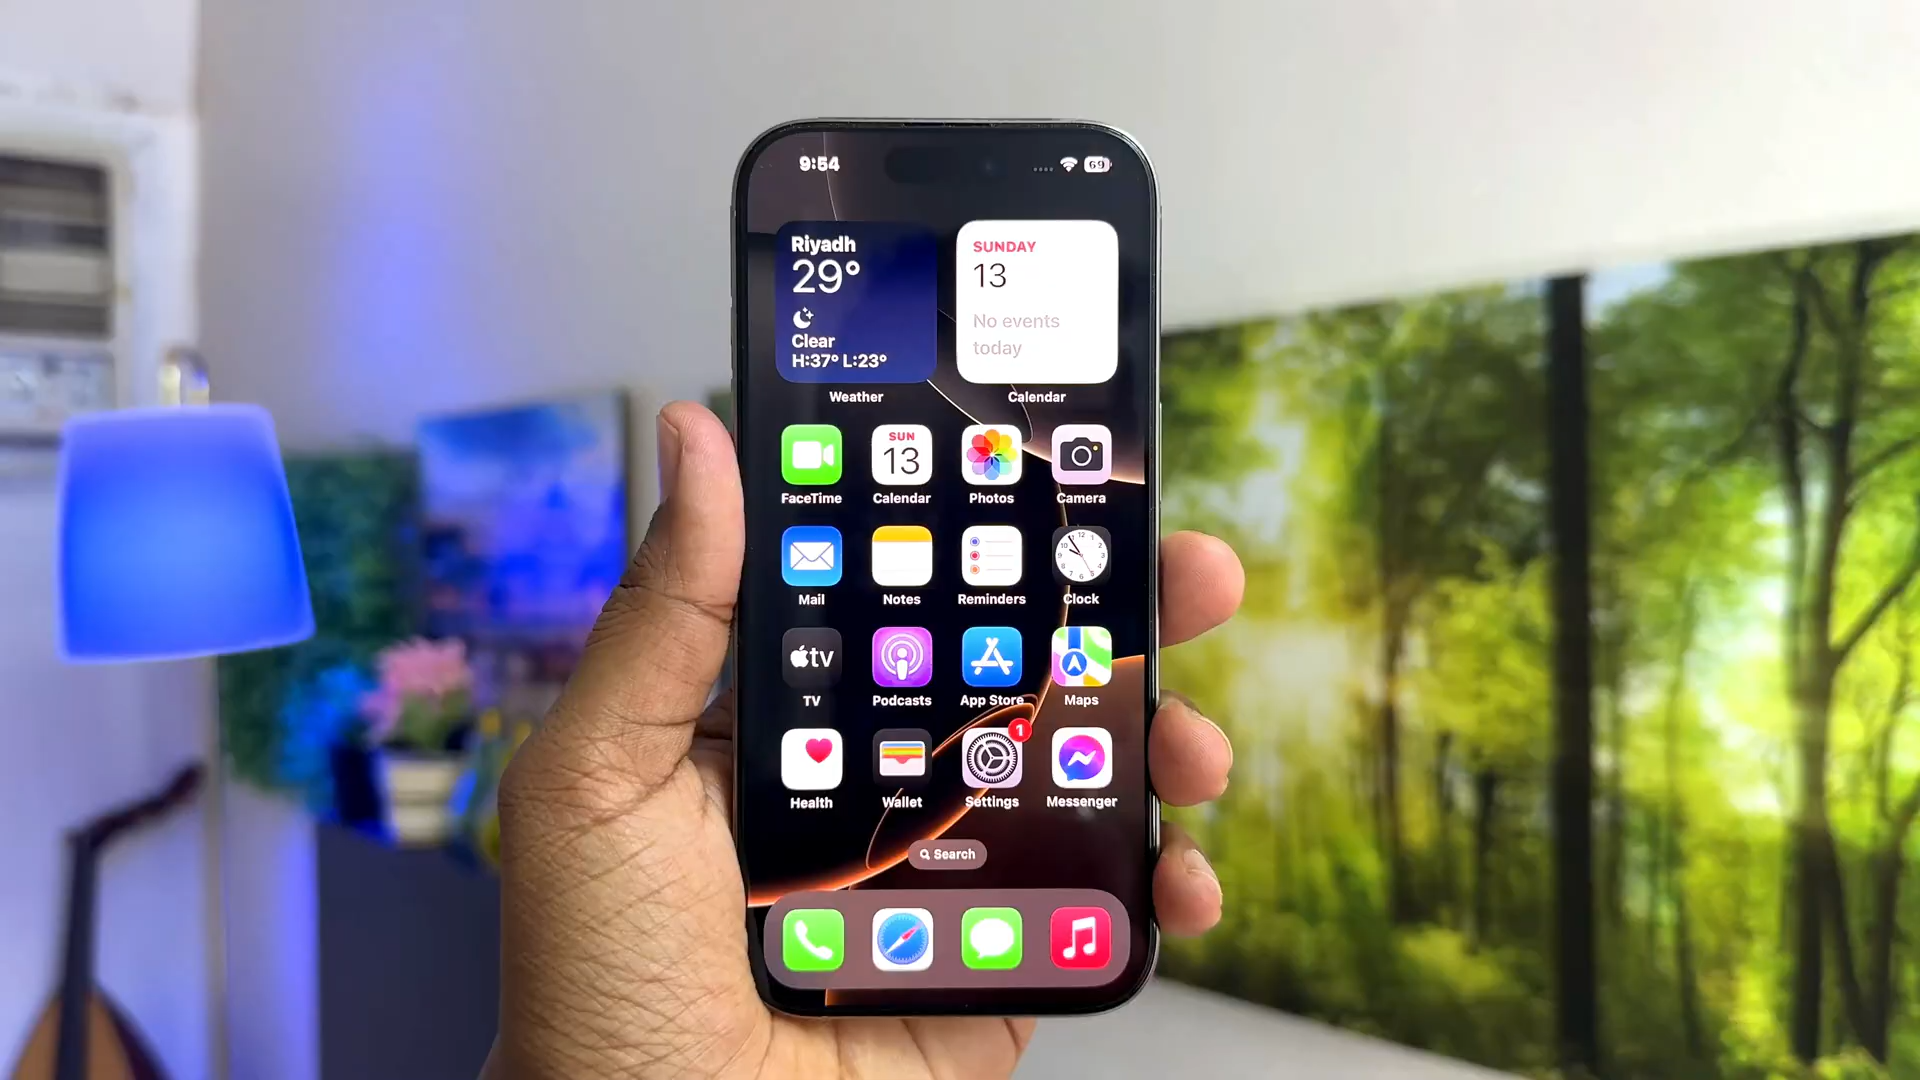 9:54
69
Riyadh
29°
Clear
H:37° L:23°
Weather
SUNDAY
13
No events
today
Calendar
FaceTime
SUN
13
Calendar
Photos
Camera
Mail
Notes
Reminders
Clock
tv
TV
Podcasts
App Store
Maps
Health
Wallet
1
Settings
Messenger
Search